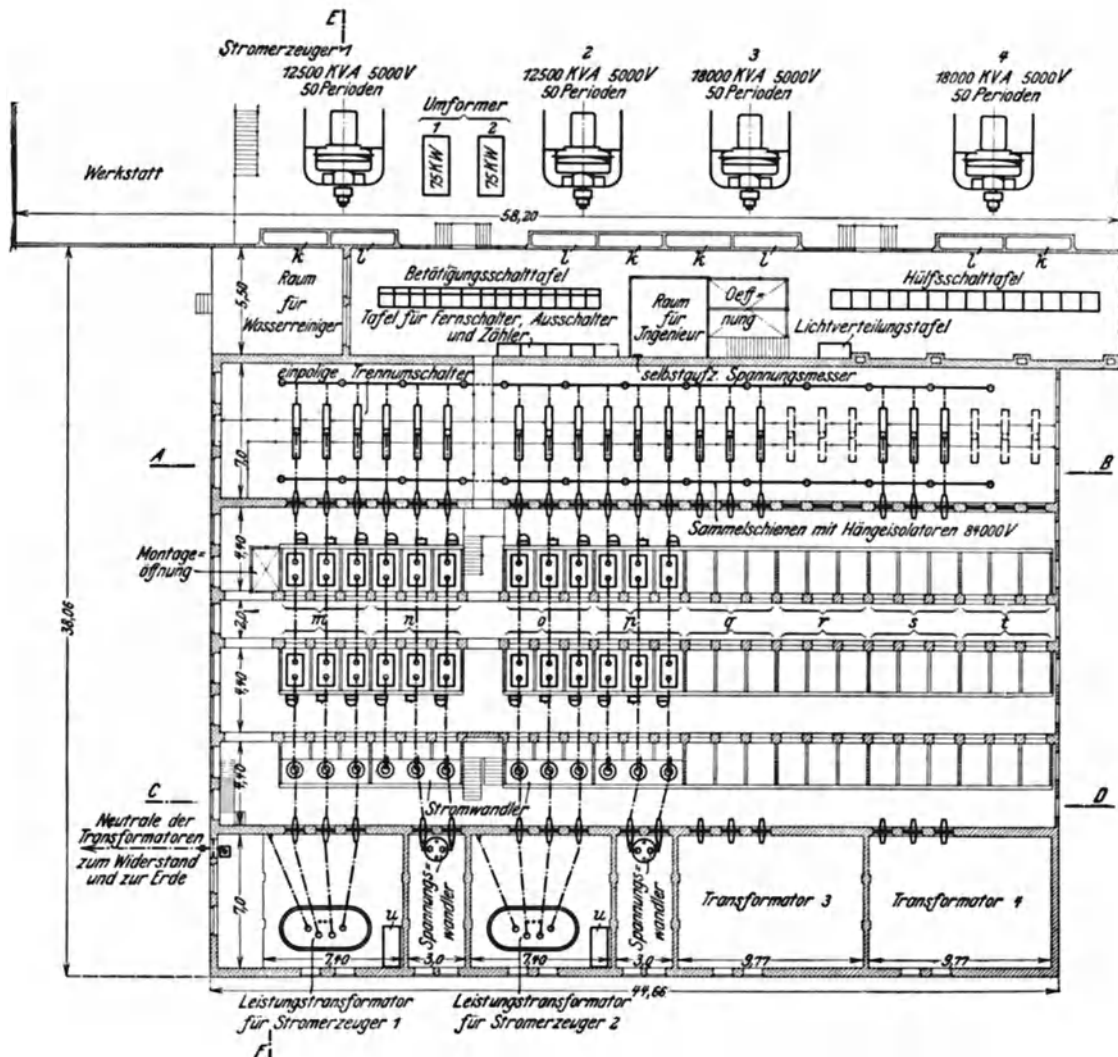 E
Stromerzeuger 1
12500 KVA 5000V
50 Perioden
Umformer
1
2
75 KW
75 KW
2
12500 KVA 5000V
50 Perioden
3
18000 KVA 5000V
50 Perioden
4
18000 KVA 5000V
50 Perioden
Werkstatt
58,20
k
l
l
k
k
l
l
k
5,50
Raum
für
Wasserreiniger
Betätigungsschalttafel
Tafel für Fernschalter, Ausschalter
und Zähler
Raum
für
Ingenieur
Oeff=
nung
Hülfsschalttafel
Lichtverteilungstafel
einpolige Trennumschalter
selbstaufz. Spannungsmesser
7,0
A
B
Sammelschienen mit Hängeisolatoren 84000V
4,40
Montage=
öffnung
38,06
2,0
m
n
o
p
q
r
s
t
4,40
4,40
C
D
Stromwandler
Neutrale der
Transformatoren
zum Widerstand
und zur Erde
7,0
Spannungs=
wandler
Spannungs=
wandler
Transformator 3
Transformator 4
u
u
7,40
3,0
7,40
3,0
9,77
9,77
44,66
Leistungstransformator
für Stromerzeuger 1
Leistungstransformator
für Stromerzeuger 2
F